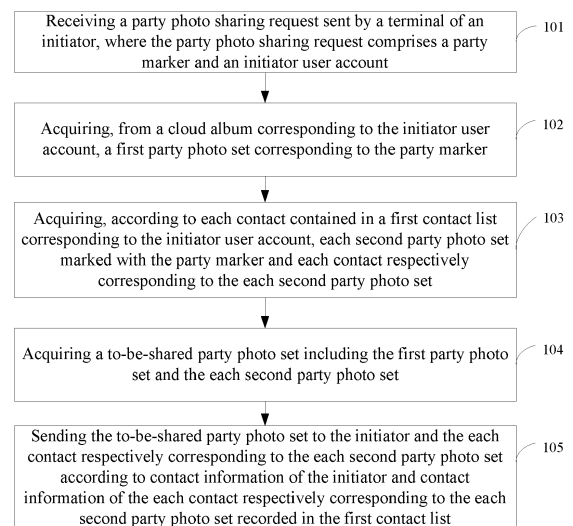 Receiving a party photo sharing request sent by a terminal of an
initiator, where the party photo sharing request comprises a party
marker and an initiator user account
101
Acquiring, from a cloud album corresponding to the initiator user
account, a first party photo set corresponding to the party marker
102
Acquiring, according to each contact contained in a first contact list
corresponding to the initiator user account, each second party photo set
marked with the party marker and each contact respectively
corresponding to the each second party photo set
103
Acquiring a to-be-shared party photo set including the first party photo
set and the each second party photo set
104
Sending the to-be-shared party photo set to the initiator and the each
contact respectively corresponding to the each second party photo set
according to contact information of the initiator and contact
information of the each contact respectively corresponding to the each
second party photo set recorded in the first contact list
105